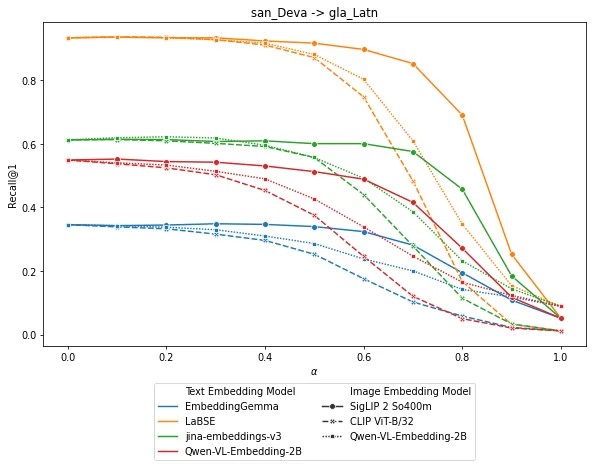 san_Deva -> gla_Latn
Recall@1
0.8
0.6
0.4
0.2
0.0
0.0 0.2 0.4 0.6 0.8 1.0
α
Text Embedding Model
EmbeddingGemma
LaBSE
jina-embeddings-v3
Qwen-VL-Embedding-2B
Image Embedding Model
SigLIP 2 So400m
CLIP ViT-B/32
Qwen-VL-Embedding-2B